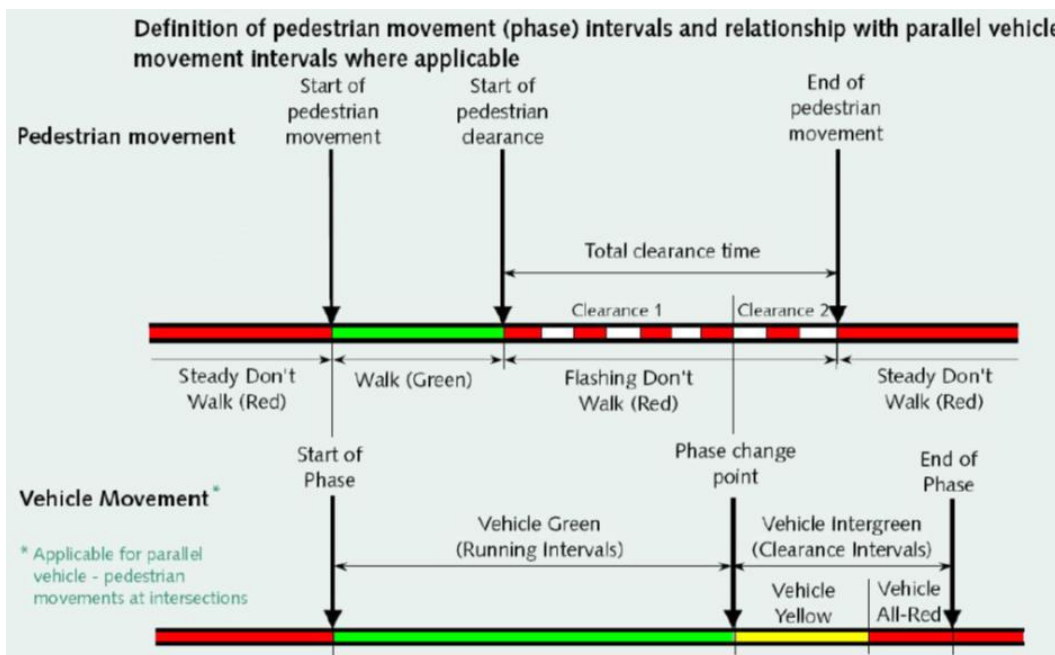 Definition of pedestrian movement (phase) intervals and relationship with parallel vehicle
movement intervals where applicable
Start of
pedestrian
movement
Start of
pedestrian
clearance
End of
pedestrian
movement
Pedestrian movement
Total clearance time
Clearance 1
Clearance 2
Steady Don't
Walk (Red)
Walk (Green)
Flashing Don't
Walk (Red)
Steady Don't
Walk (Red)
Start of
Phase
Phase change
point
End of
Phase
Vehicle Movement*
Vehicle Green
(Running Intervals)
Vehicle Intergreen
(Clearance Intervals)
* Applicable for parallel
vehicle - pedestrian
movements at intersections
Vehicle
Yellow
Vehicle
All-Red